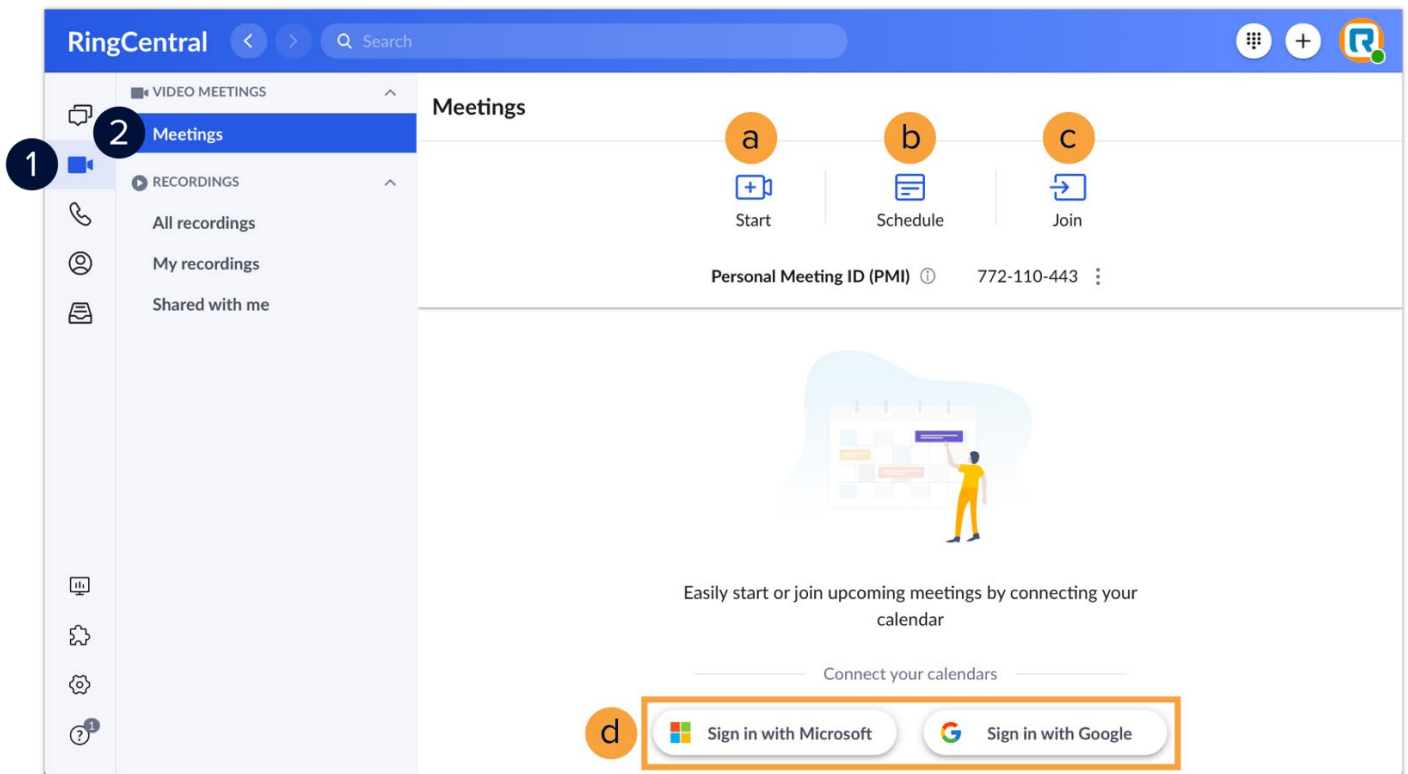 RingCentral
Search
VIDEO MEETINGS
2
Meetings
1
RECORDINGS
All recordings
My recordings
Shared with me
1
Meetings
a
b
c
Start
Schedule
Join
Personal Meeting ID (PMI)
772-110-443
Easily start or join upcoming meetings by connecting your
calendar
Connect your calendars
d
Sign in with Microsoft
Sign in with Google